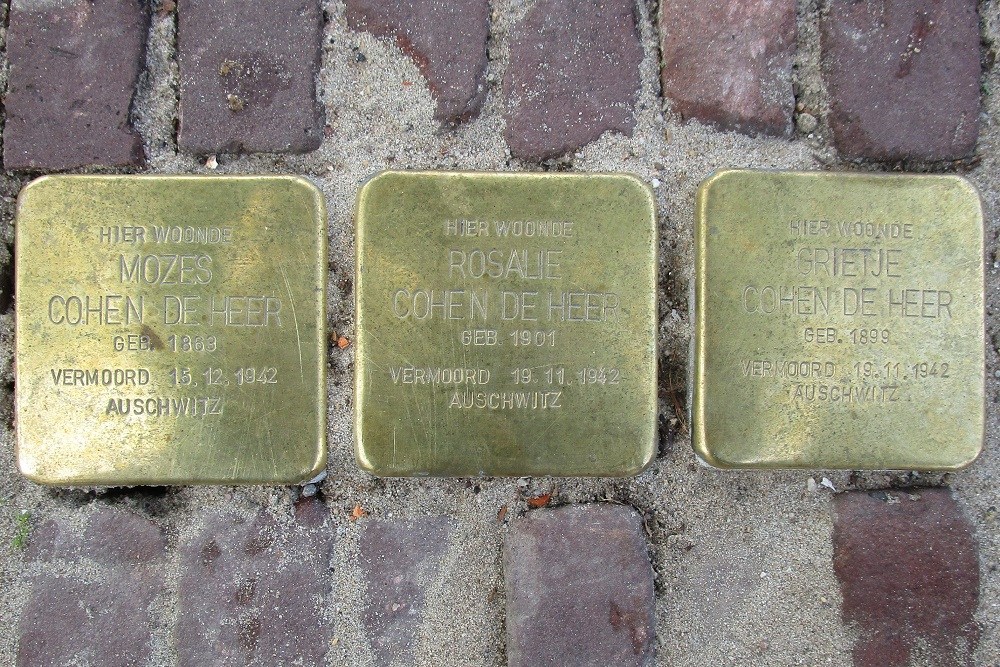 HIER WOONDE
MOZES
COHEN DE HEER
GEB. 1868
VERMOORD 15.12.1942
AUSCHWITZ
HIER WOONDE
ROSALIE
COHEN DE HEER
GEB. 1901
VERMOORD 19.11.1942
AUSCHWITZ
HIER WOONDE
GRIETJE
COHEN DE HEER
GEB. 1899
VERMOORD 19.11.1942
AUSCHWITZ